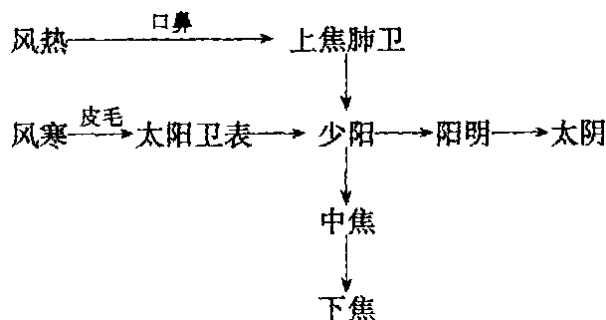 口鼻
风热 上焦肺卫
皮毛
风寒 太阳卫表 少阳 阳明 太阴
中焦
下焦